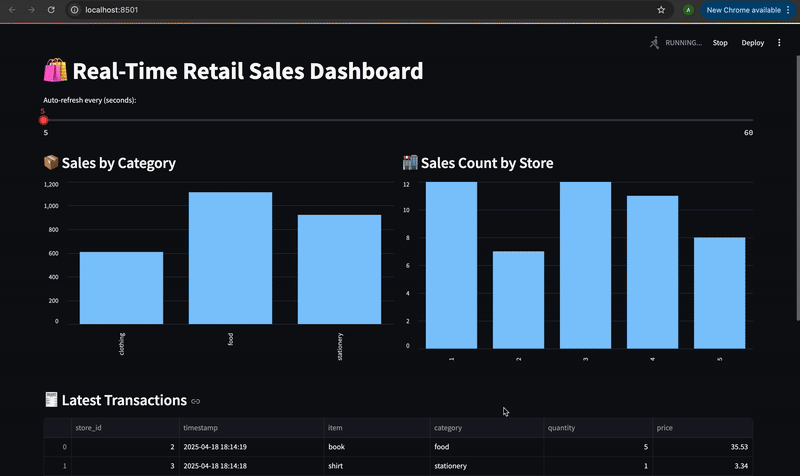 localhost:8501
A
New Chrome available
RUNNING...
Stop
Deploy
Real-Time Retail Sales Dashboard
Auto-refresh every (seconds):
5
5
60
Sales by Category
Sales Count by Store
1,200
1,000
800
600
400
200
0
clothing
food
stationery
12
10
8
6
4
2
0
1
2
3
4
5
Latest Transactions
store_id
timestamp
item
category
quantity
price
0
2
2025-04-18 18:14:19
book
food
5
35.53
1
3
2025-04-18 18:14:18
shirt
stationery
1
3.34